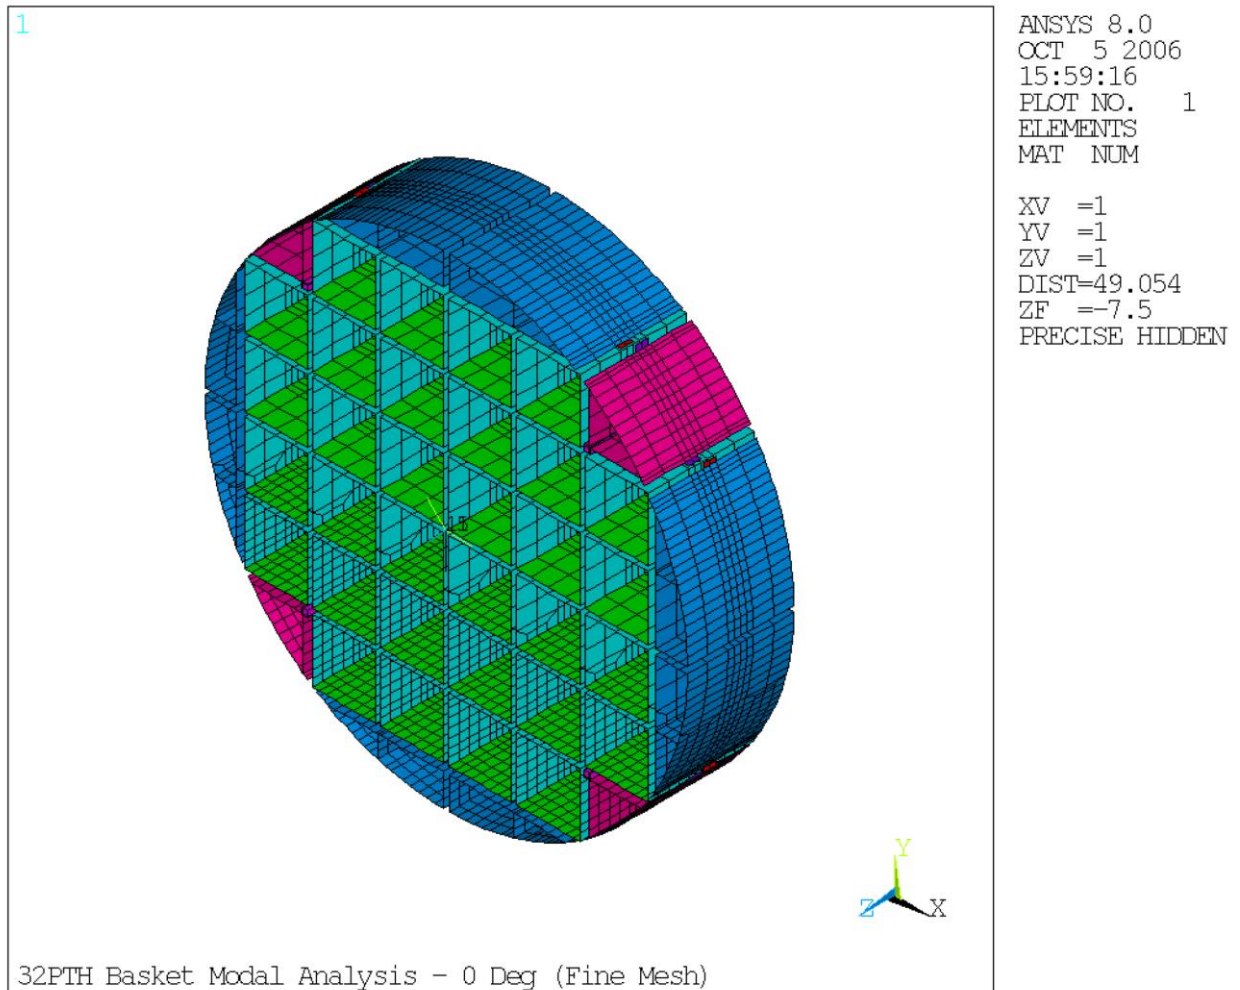 1
ANSYS 8.0
OCT 5 2006
15:59:16
PLOT NO. 1
ELEMENTS
MAT NUM
XV =1
YV =1
ZV =1
DIST=49.054
ZF =-7.5
PRECISE HIDDEN
Y
Z
X
32PTH Basket Modal Analysis - 0 Deg (Fine Mesh)